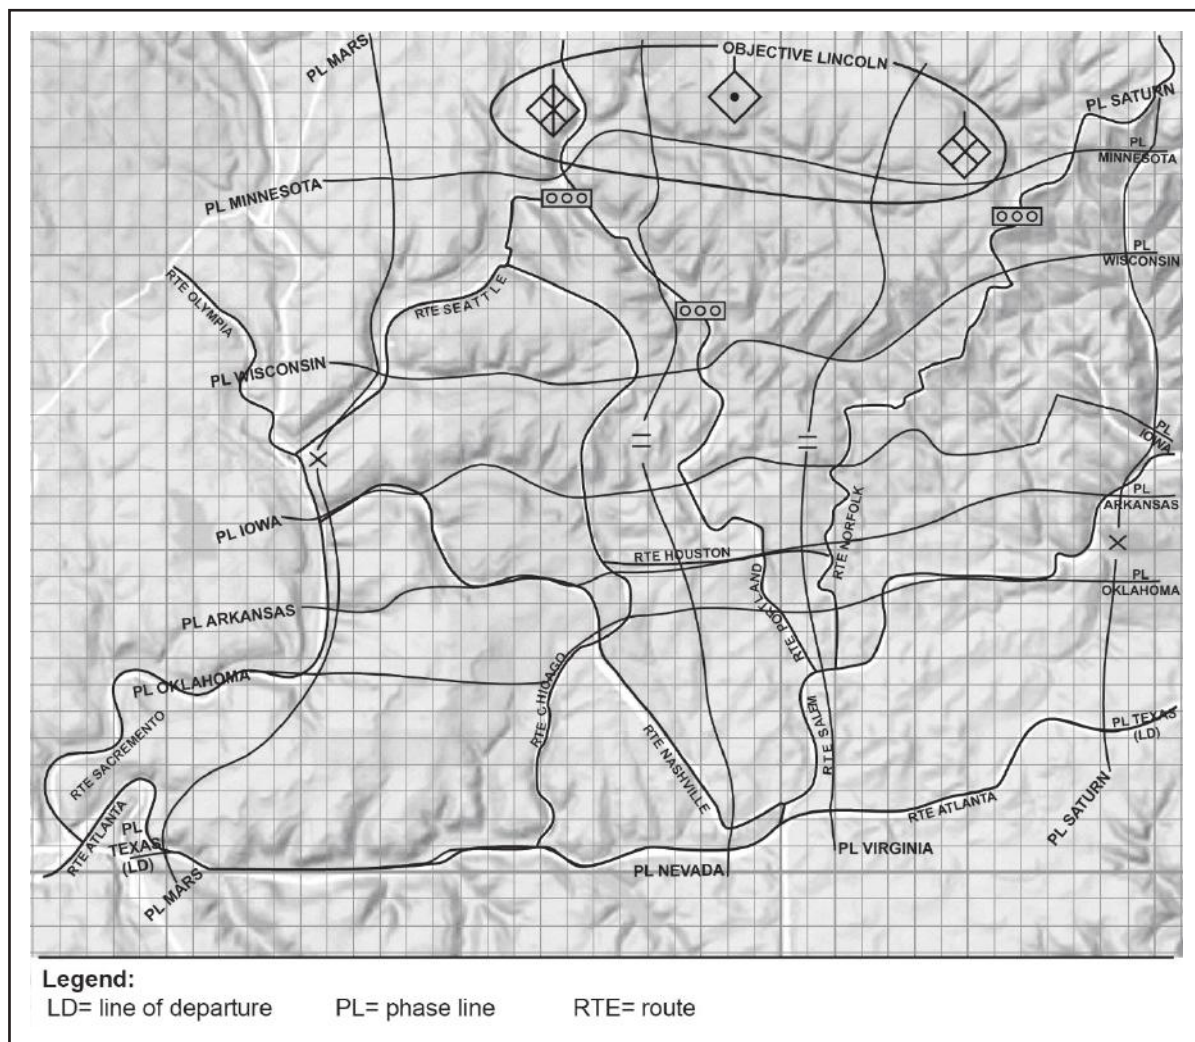 PL MARS
OBJECTIVE LINCOLN
PL SATURN
PL
MINNESOTA
PL MINNESOTA
PL
WISCONSIN
RTE OLYMPIA
RTE SEATTLE
PL WISCONSIN
PL
IOWA
PL
ARKANSAS
PL IOWA
RTE NORFOLK
RTE HOUSTON
PL
OKLAHOMA
PL ARKANSAS
RTE PORTLAND
PL OKLAHOMA
RTE CHICAGO
RTE SALEM
RTE SACREMENTO
RTE NASHVILLE
PL TEXAS
(LD)
RTE ATLANTA
RTE ATLANTA
PL
TEXAS
(LD)
PL SATURN
PL MARS
PL NEVADA
PL VIRGINIA
Legend:
LD= line of departure PL= phase line RTE= route